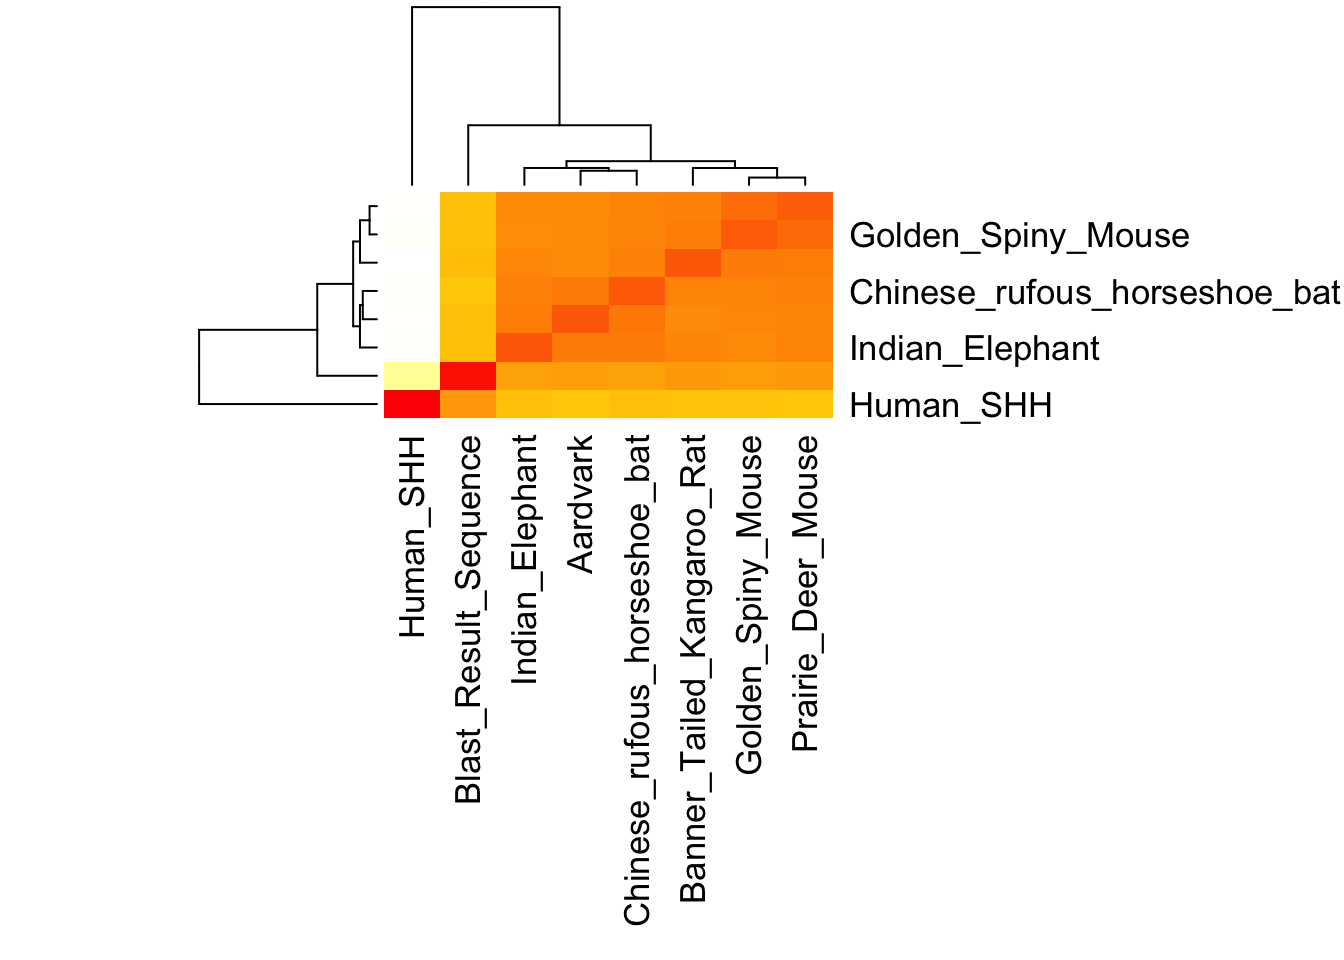 Golden_Spiny_Mouse
Chinese_rufous_horseshoe_bat
Indian_Elephant
Human_SHH
Human_SHH
Blast_Result_Sequence
Indian_Elephant
Aardvark
Chinese_rufous_horseshoe_bat
Banner_Tailed_Kangaroo_Rat
Golden_Spiny_Mouse
Prairie_Deer_Mouse